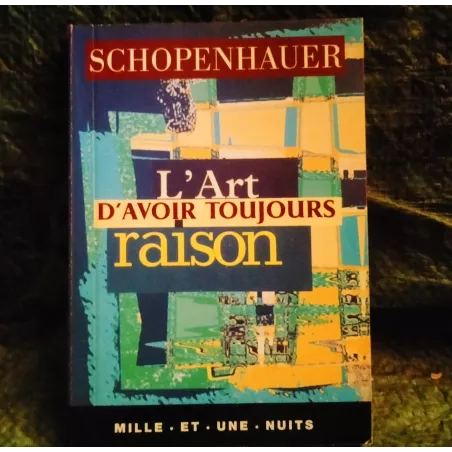 SCHOPENHAUER
L'Art
D'AVOIR TOUJOURS
raison
MILLE · ET · UNE · NUITS